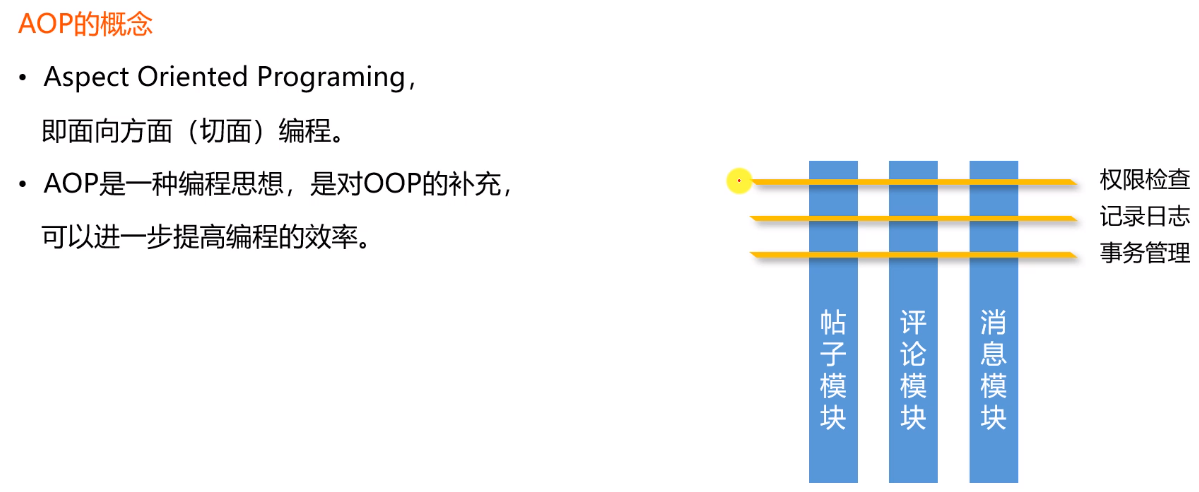 AOP的概念
• Aspect Oriented Programing，
即面向方面（切面）编程。
• AOP是一种编程思想，是对OOP的补充，
可以进一步提高编程的效率。
权限检查
记录日志
事务管理
帖子模块
评论模块
消息模块